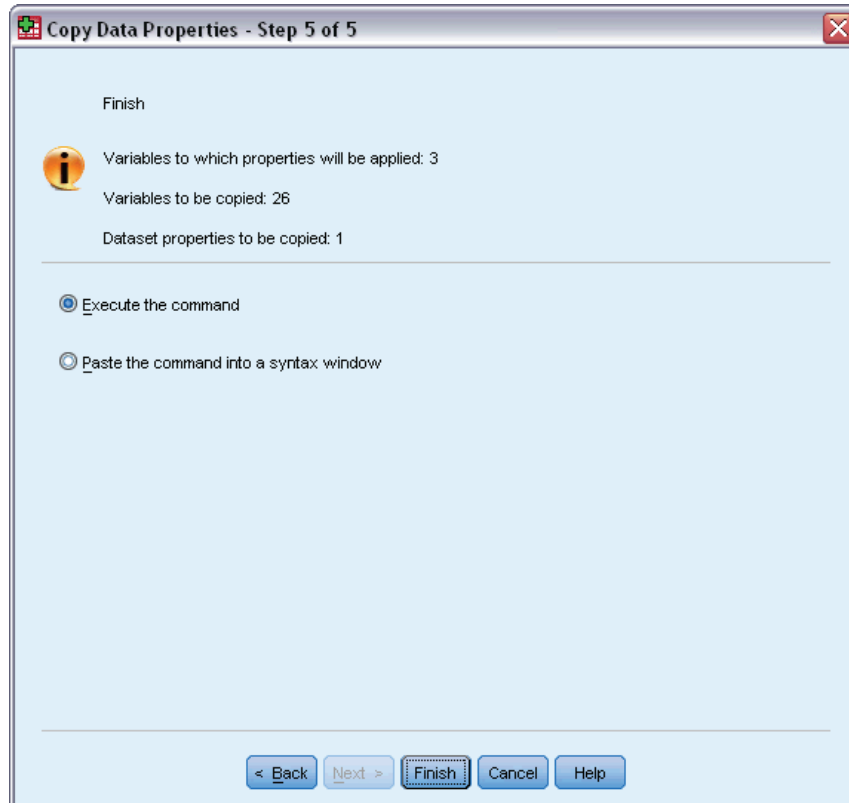 Copy Data Properties - Step 5 of 5
Finish
Variables to which properties will be applied: 3
Variables to be copied: 26
Dataset properties to be copied: 1
Execute the command
Paste the command into a syntax window
< Back Next > Finish Cancel Help